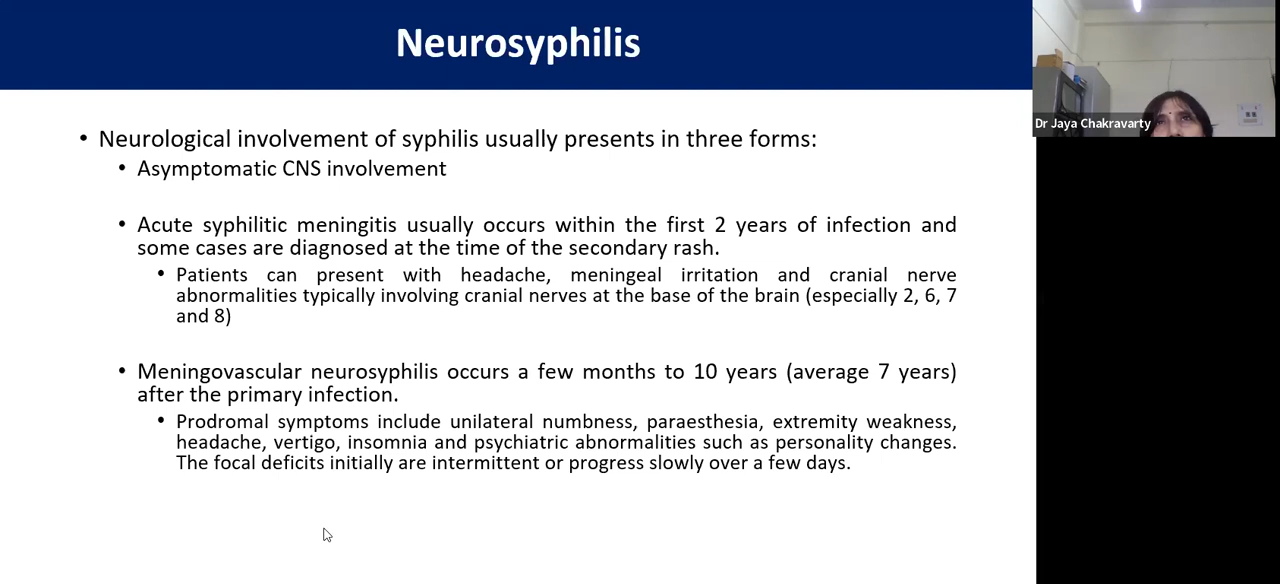 Neurosyphilis
• Neurological involvement of syphilis usually presents in three forms:
• Asymptomatic CNS involvement
• Acute syphilitic meningitis usually occurs within the first 2 years of infection and
some cases are diagnosed at the time of the secondary rash.
• Patients can present with headache, meningeal irritation and cranial nerve
abnormalities typically involving cranial nerves at the base of the brain (especially 2, 6, 7
and 8)
• Meningovascular neurosyphilis occurs a few months to 10 years (average 7 years)
after the primary infection.
• Prodromal symptoms include unilateral numbness, paraesthesia, extremity weakness,
headache, vertigo, insomnia and psychiatric abnormalities such as personality changes.
The focal deficits initially are intermittent or progress slowly over a few days.
Dr Jaya Chakravarty